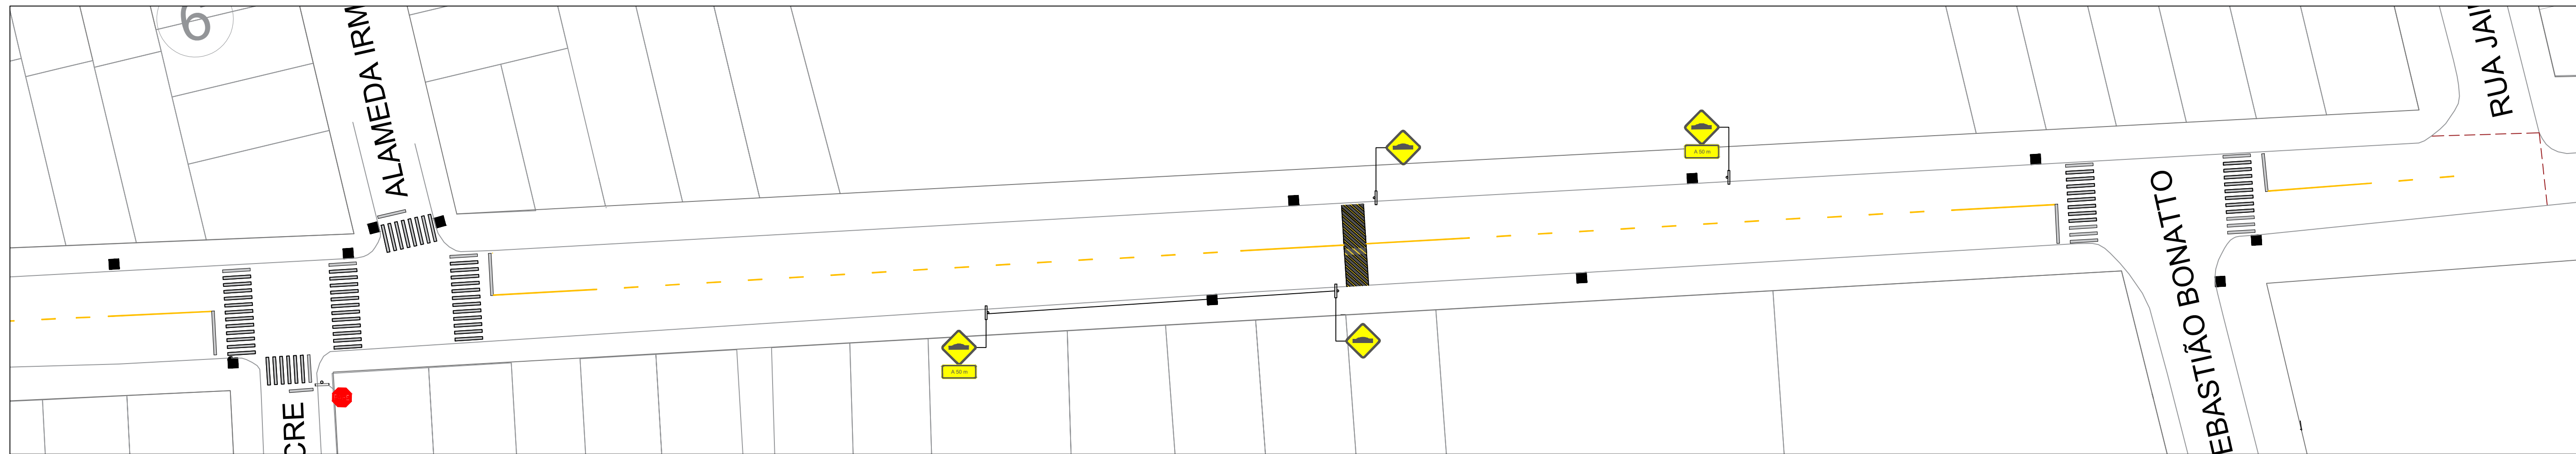 6
ALAMEDA IRM
RUA JAI
A 50 m
A 50 m
EBASTIÃO BONATTO
CRE